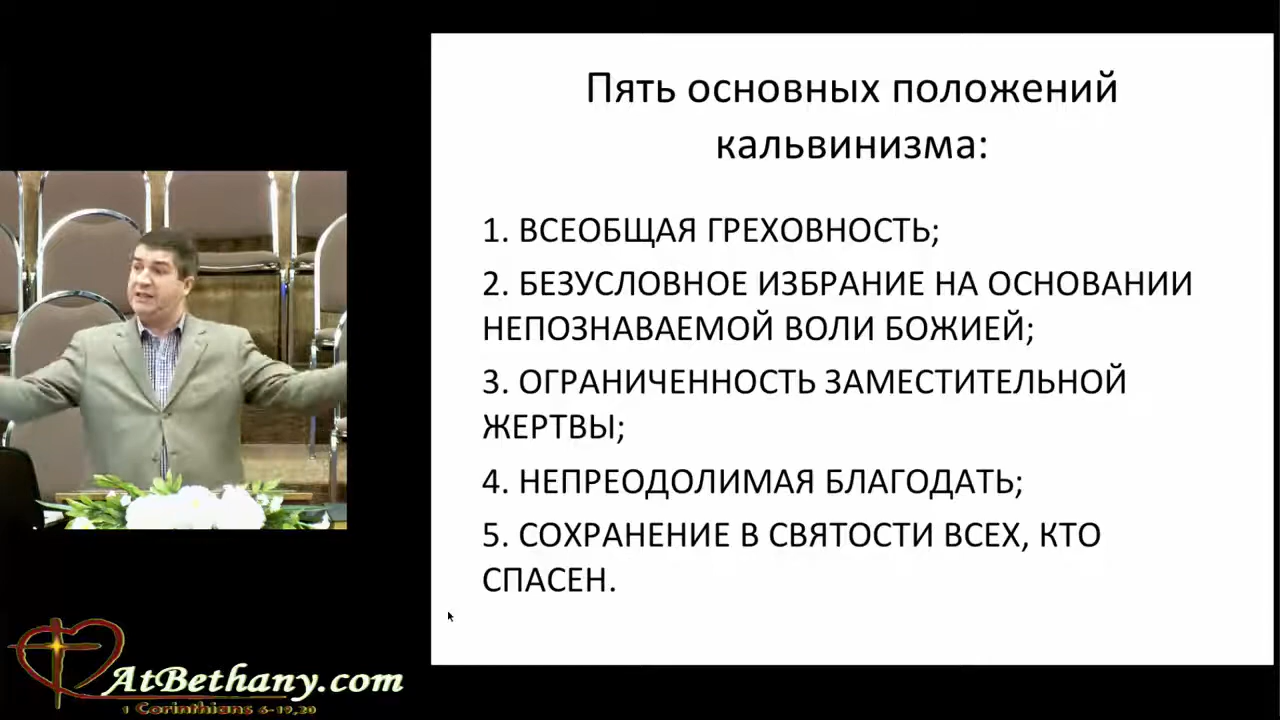 Пять основных положений
кальвинизма:
1. ВСЕОБЩАЯ ГРЕХОВНОСТЬ;
2. БЕЗУСЛОВНОЕ ИЗБРАНИЕ НА ОСНОВАНИИ
НЕПОЗНАВАЕМОЙ ВОЛИ БОЖИЕЙ;
3. ОГРАНИЧЕННОСТЬ ЗАМЕСТИТЕЛЬНОЙ
ЖЕРТВЫ;
4. НЕПРЕОДОЛИМАЯ БЛАГОДАТЬ;
5. СОХРАНЕНИЕ В СВЯТОСТИ ВСЕХ, КТО
СПАСЕН.
AtBethany.com
1 Corinthians 6-19,20